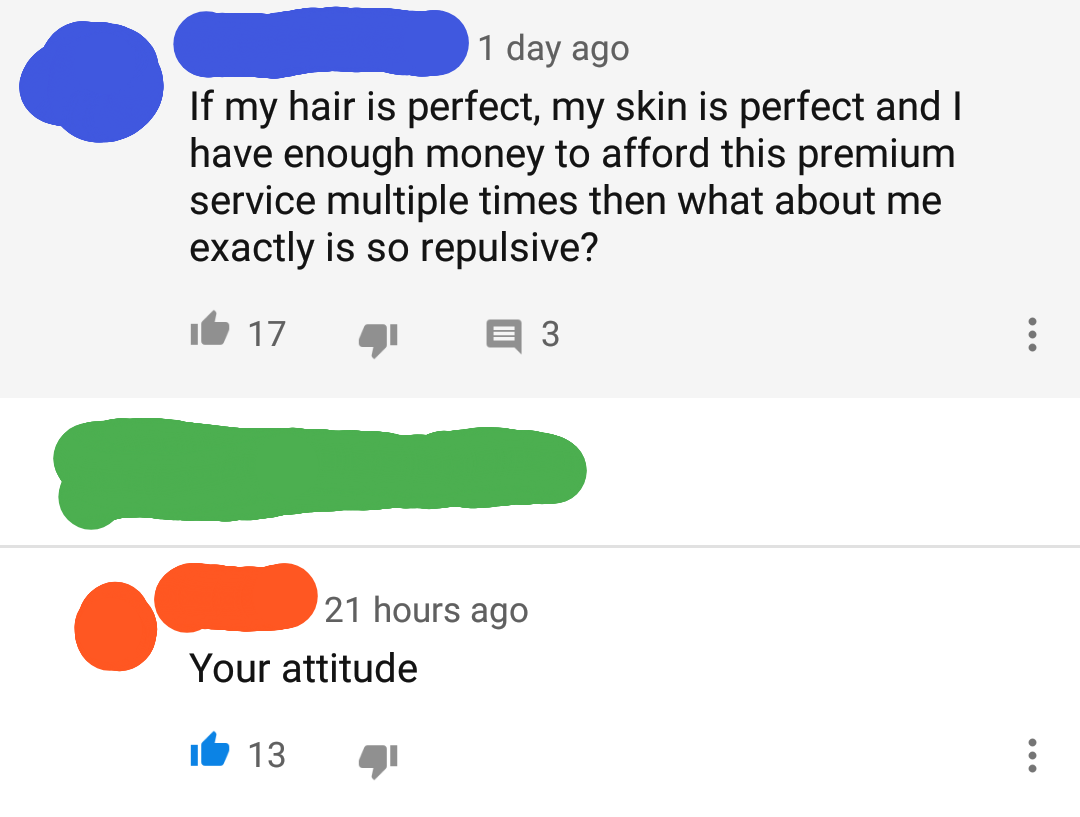 1 day ago
If my hair is perfect, my skin is perfect and I
have enough money to afford this premium
service multiple times then what about me
exactly is so repulsive?
17 3
21 hours ago
Your attitude
13